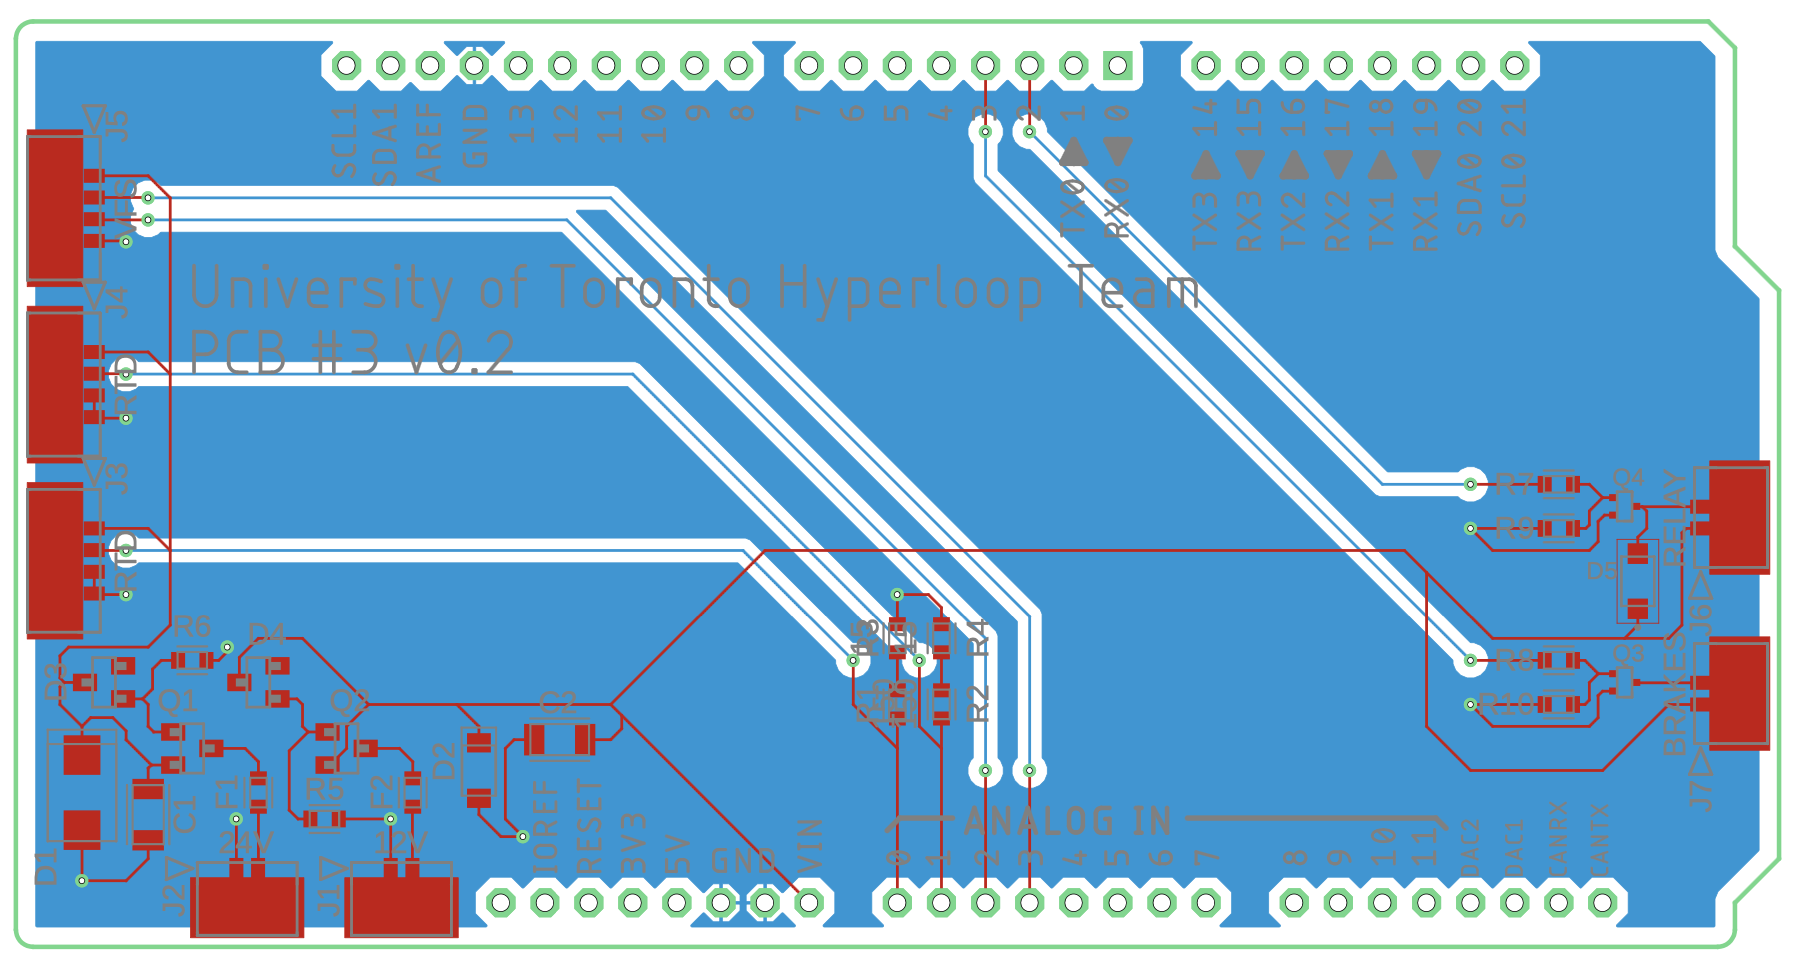 SCL1
SDA1
AREF
GND
13
12
11
10
9
8
7
6
5
4
3
2
1
0
TX0
RX0
TX3 14
RX3 15
TX2 16
RX2 17
TX1 18
RX1 19
SDA0 20
SCL0 21
J5
VFS
University of Toronto Hyperloop Team
PCB #3 v0.2
J4
RTD
J3
RTD
R7
Q4
R9
RELAY
D5
J6
R6
D4
D3
Q1
Q2
C2
R4
R2
R8
Q3
R10
BRAKES
J7
D2
F1
R5
F2
C1
24V
12V
D1
J2
J1
IOREF
RESET
3V3
5V
GND
VIN
ANALOG IN
0
1
2
3
4
5
6
7
8
9
10
11
DAC2
DAC1
CANRX
CANTX